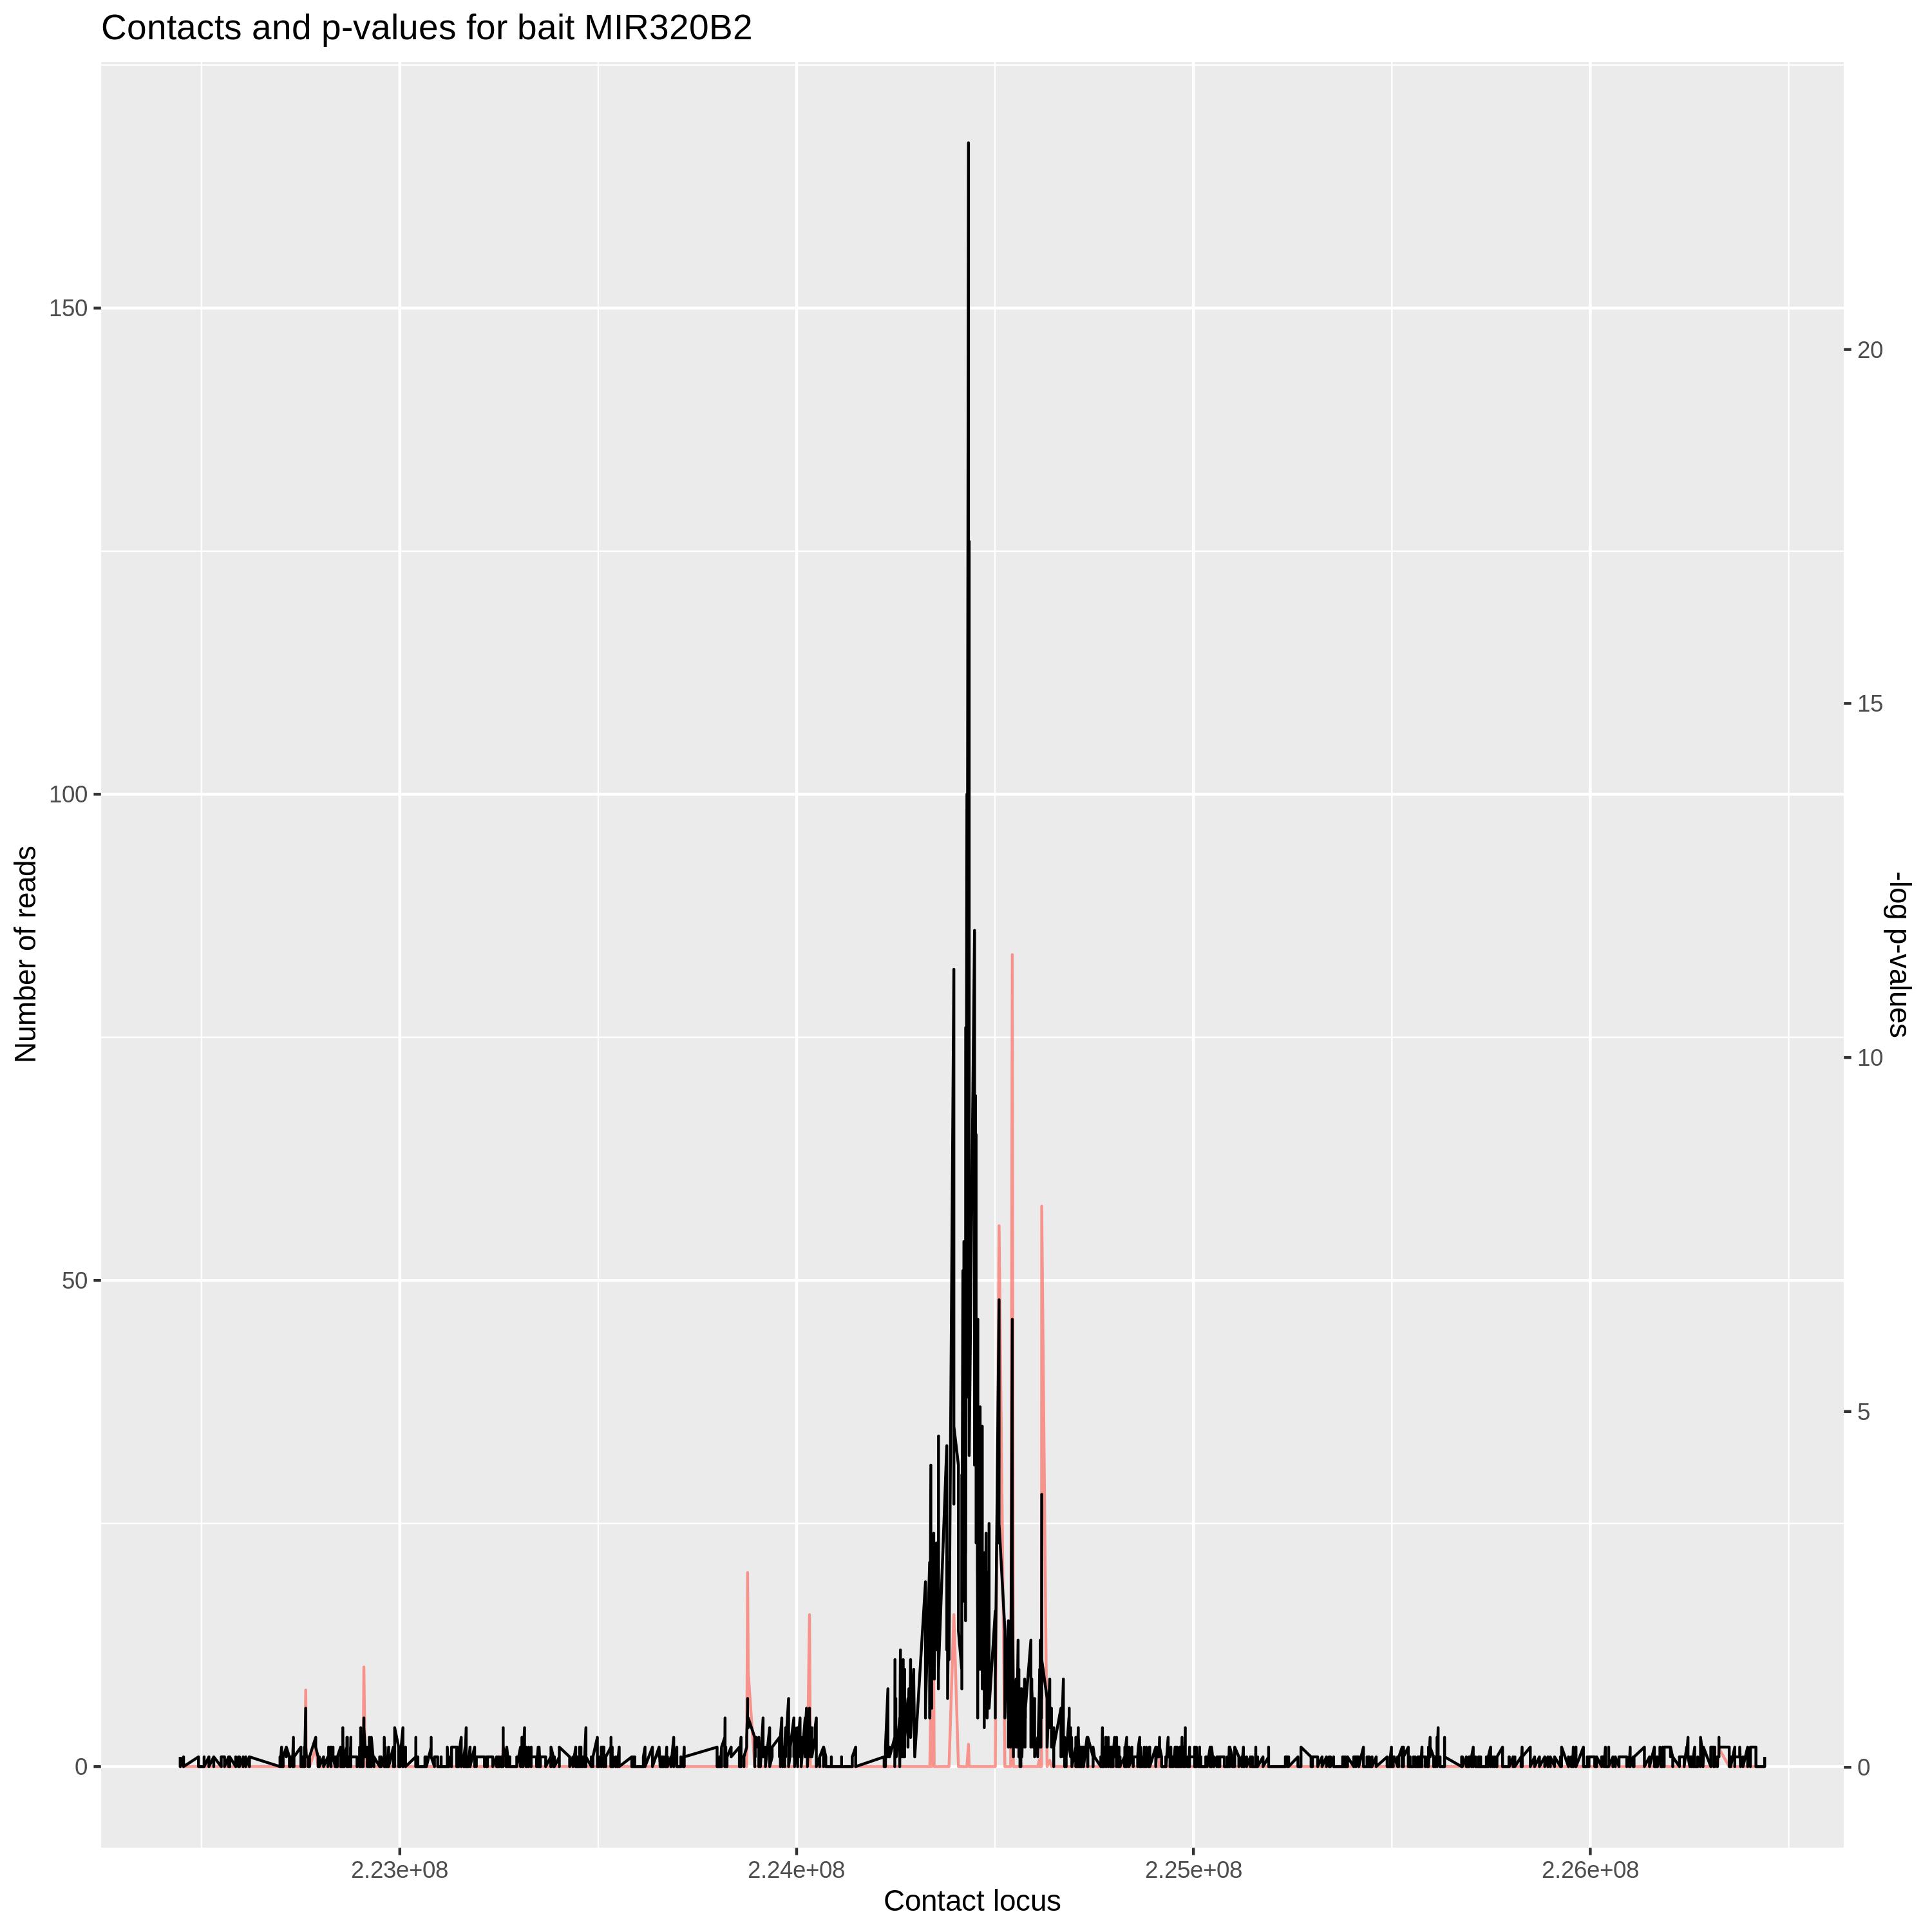 Contacts and p-values for bait MIR320B2
150
100
50
0
20
15
10
5
0
Number of reads
-log p-values
2.23e+08
2.24e+08
2.25e+08
2.26e+08
Contact locus